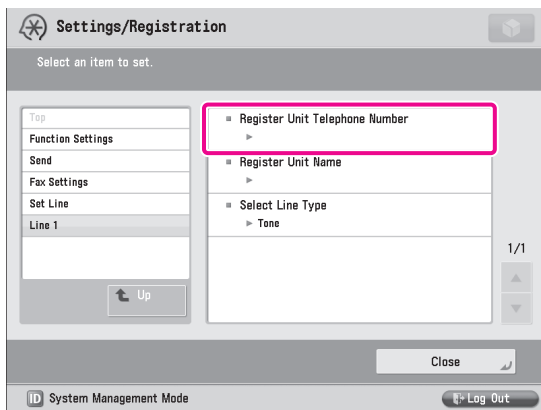 Settings/Registration
Select an item to set.
Top
Function Settings
Send
Fax Settings
Set Line
Line 1
Up
Register Unit Telephone Number
Register Unit Name
Select Line Type
Tone
1/1
Close
ID System Management Mode
Log Out